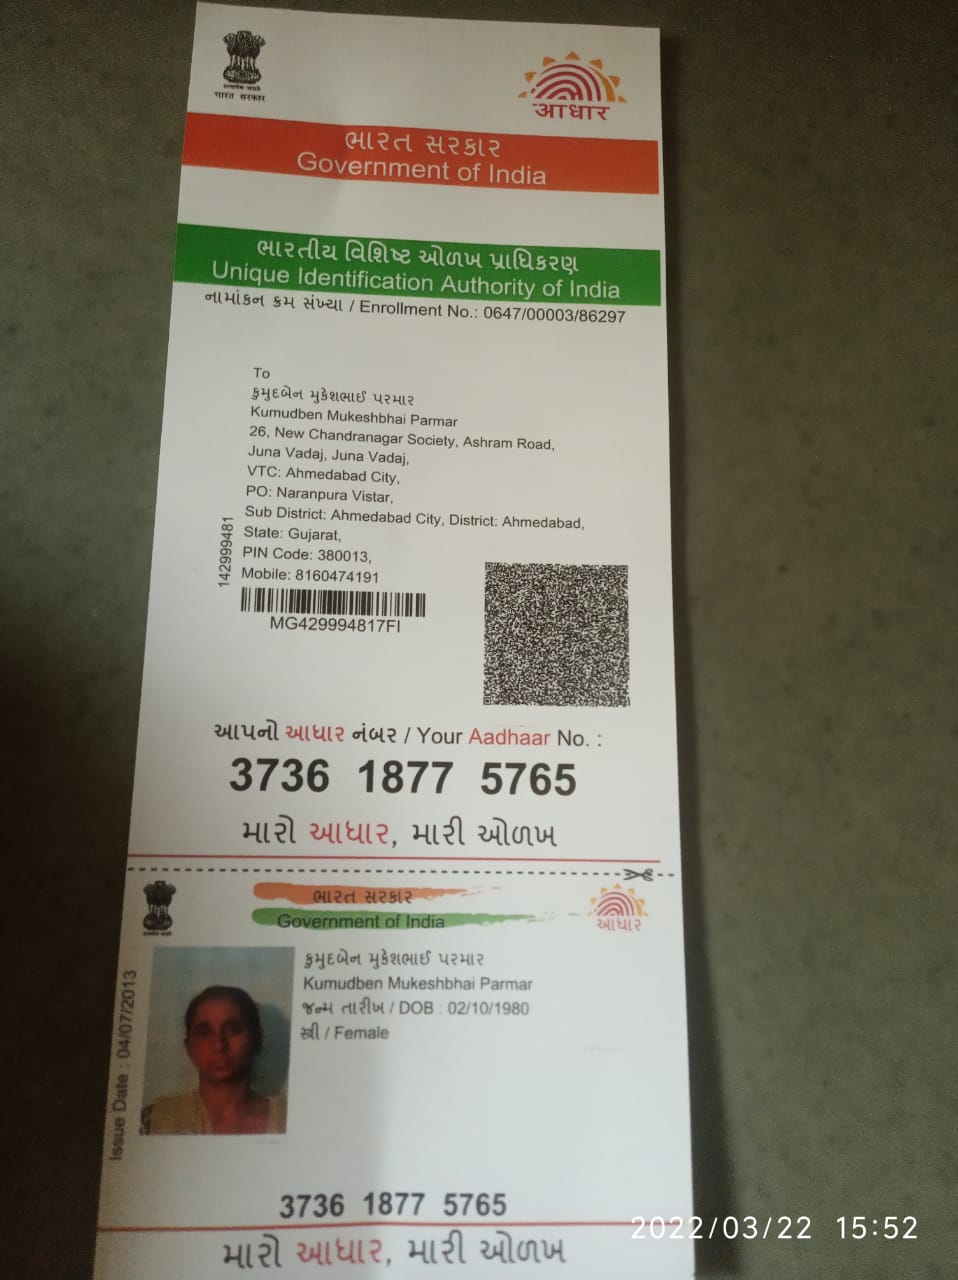 सत्यमेव जयते
भारत सरकार
आधार
ભારત સરકાર
Government of India
ભારતીય વિશિષ્ટ ઓળખ પ્રાધિકરણ
Unique Identification Authority of India
નામાંકન ક્રમ સંખ્યા / Enrollment No.: 0647/00003/86297
To
કુમુદબેન મુકેશભાઈ પરમાર
Kumudben Mukeshbhai Parmar
26, New Chandranagar Society, Ashram Road,
Juna Vadaj, Juna Vadaj,
VTC: Ahmedabad City,
PO: Naranpura Vistar,
Sub District: Ahmedabad City, District: Ahmedabad,
State: Gujarat,
PIN Code: 380013,
Mobile: 8160474191
142999481
MG429994817FI
આપનો આધાર નંબર / Your Aadhaar No. :
3736 1877 5765
મારો આધાર, મારી ઓળખ
ભારત સરકાર
Government of India
આધાર
કુમુદબેન મુકેશભાઈ પરમાર
Kumudben Mukeshbhai Parmar
જન્મ તારીખ / DOB : 02/10/1980
સ્ત્રી / Female
Issue Date : 04/07/2013
3736 1877 5765
મારો આધાર, મારી ઓળખ
2022/03/22 15:52